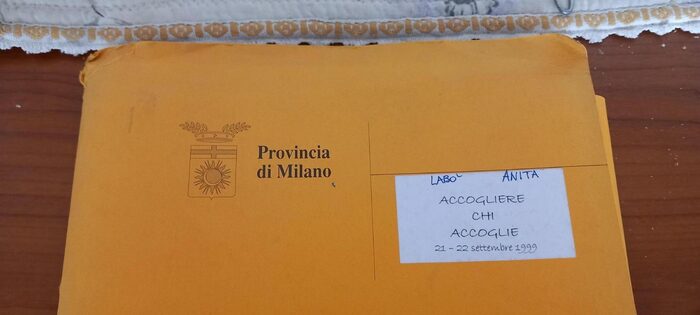 Provincia
di Milano
LABO' ANITA
ACCOGLIERE
CHI
ACCOGLIE
21 – 22 settembre 1999